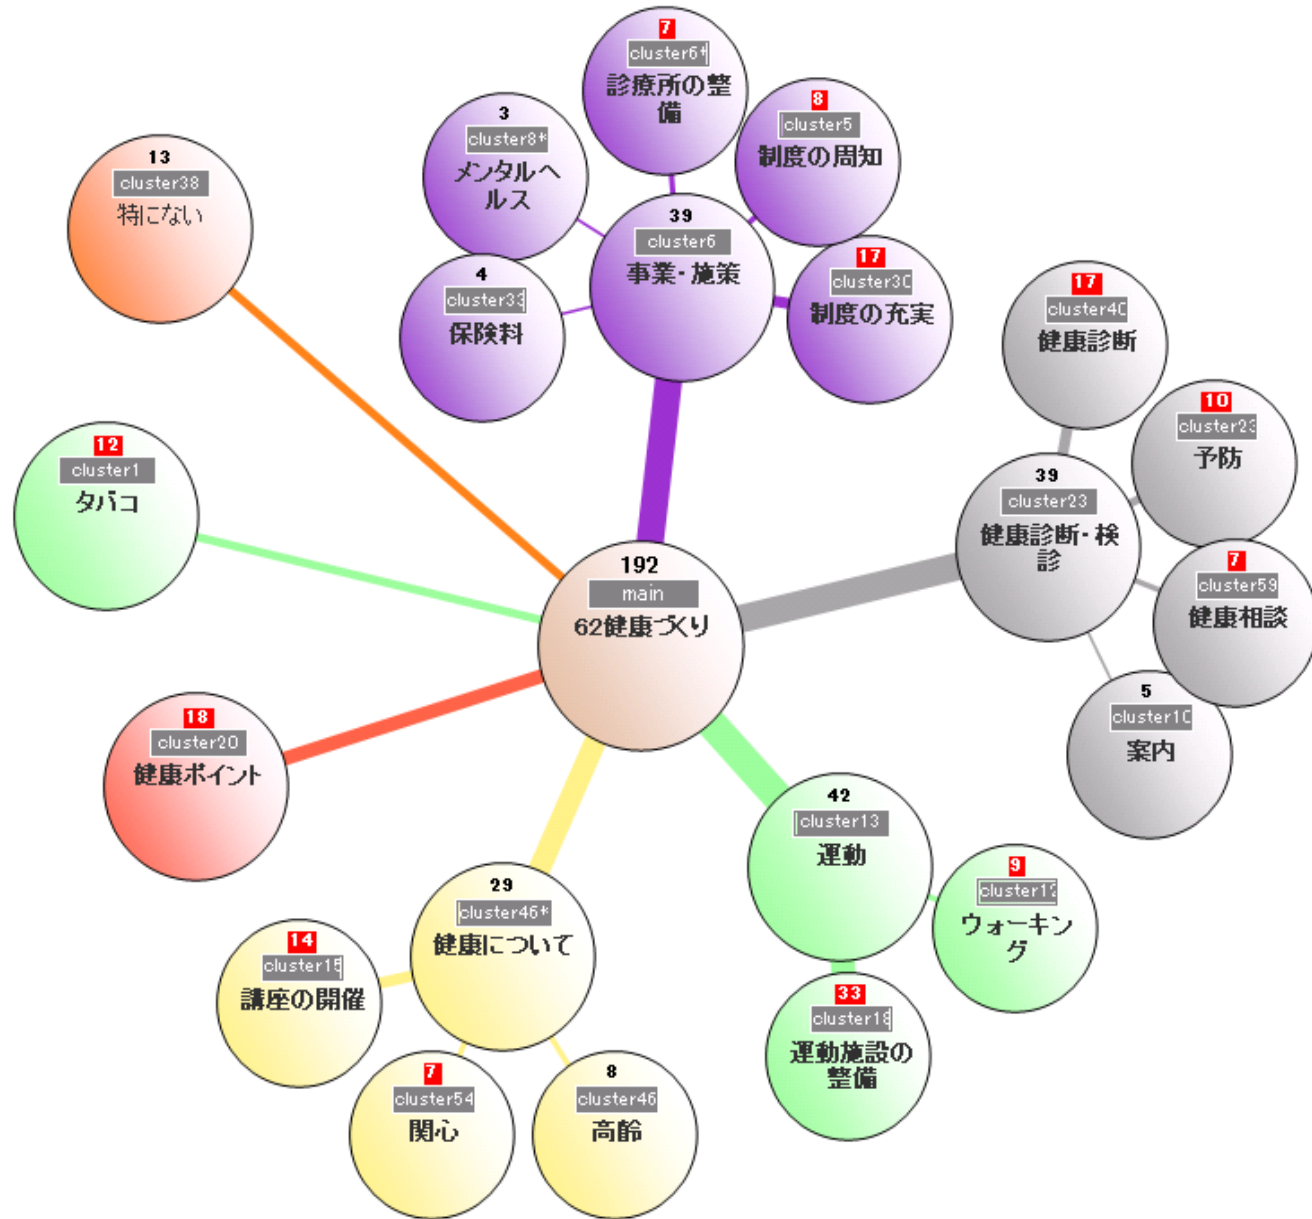 7
cluster6*
診療所の整
備
8
cluster5
制度の周知
3
cluster8*
メンタルヘ
ルス
39
cluster6
事業・施策
17
cluster30
制度の充実
4
cluster33
保険料
13
cluster38
特にない
17
cluster40
健康診断
10
cluster23
予防
39
cluster23
健康診断・検
診
7
cluster59
健康相談
5
cluster10
案内
12
cluster1
タバコ
192
main
62健康づくり
18
cluster20
健康ポイント
42
cluster13
運動
9
cluster12
ウォーキン
グ
33
cluster18
運動施設の
整備
29
cluster46*
健康について
14
cluster15
講座の開催
7
cluster54
関心
8
cluster46
高齢